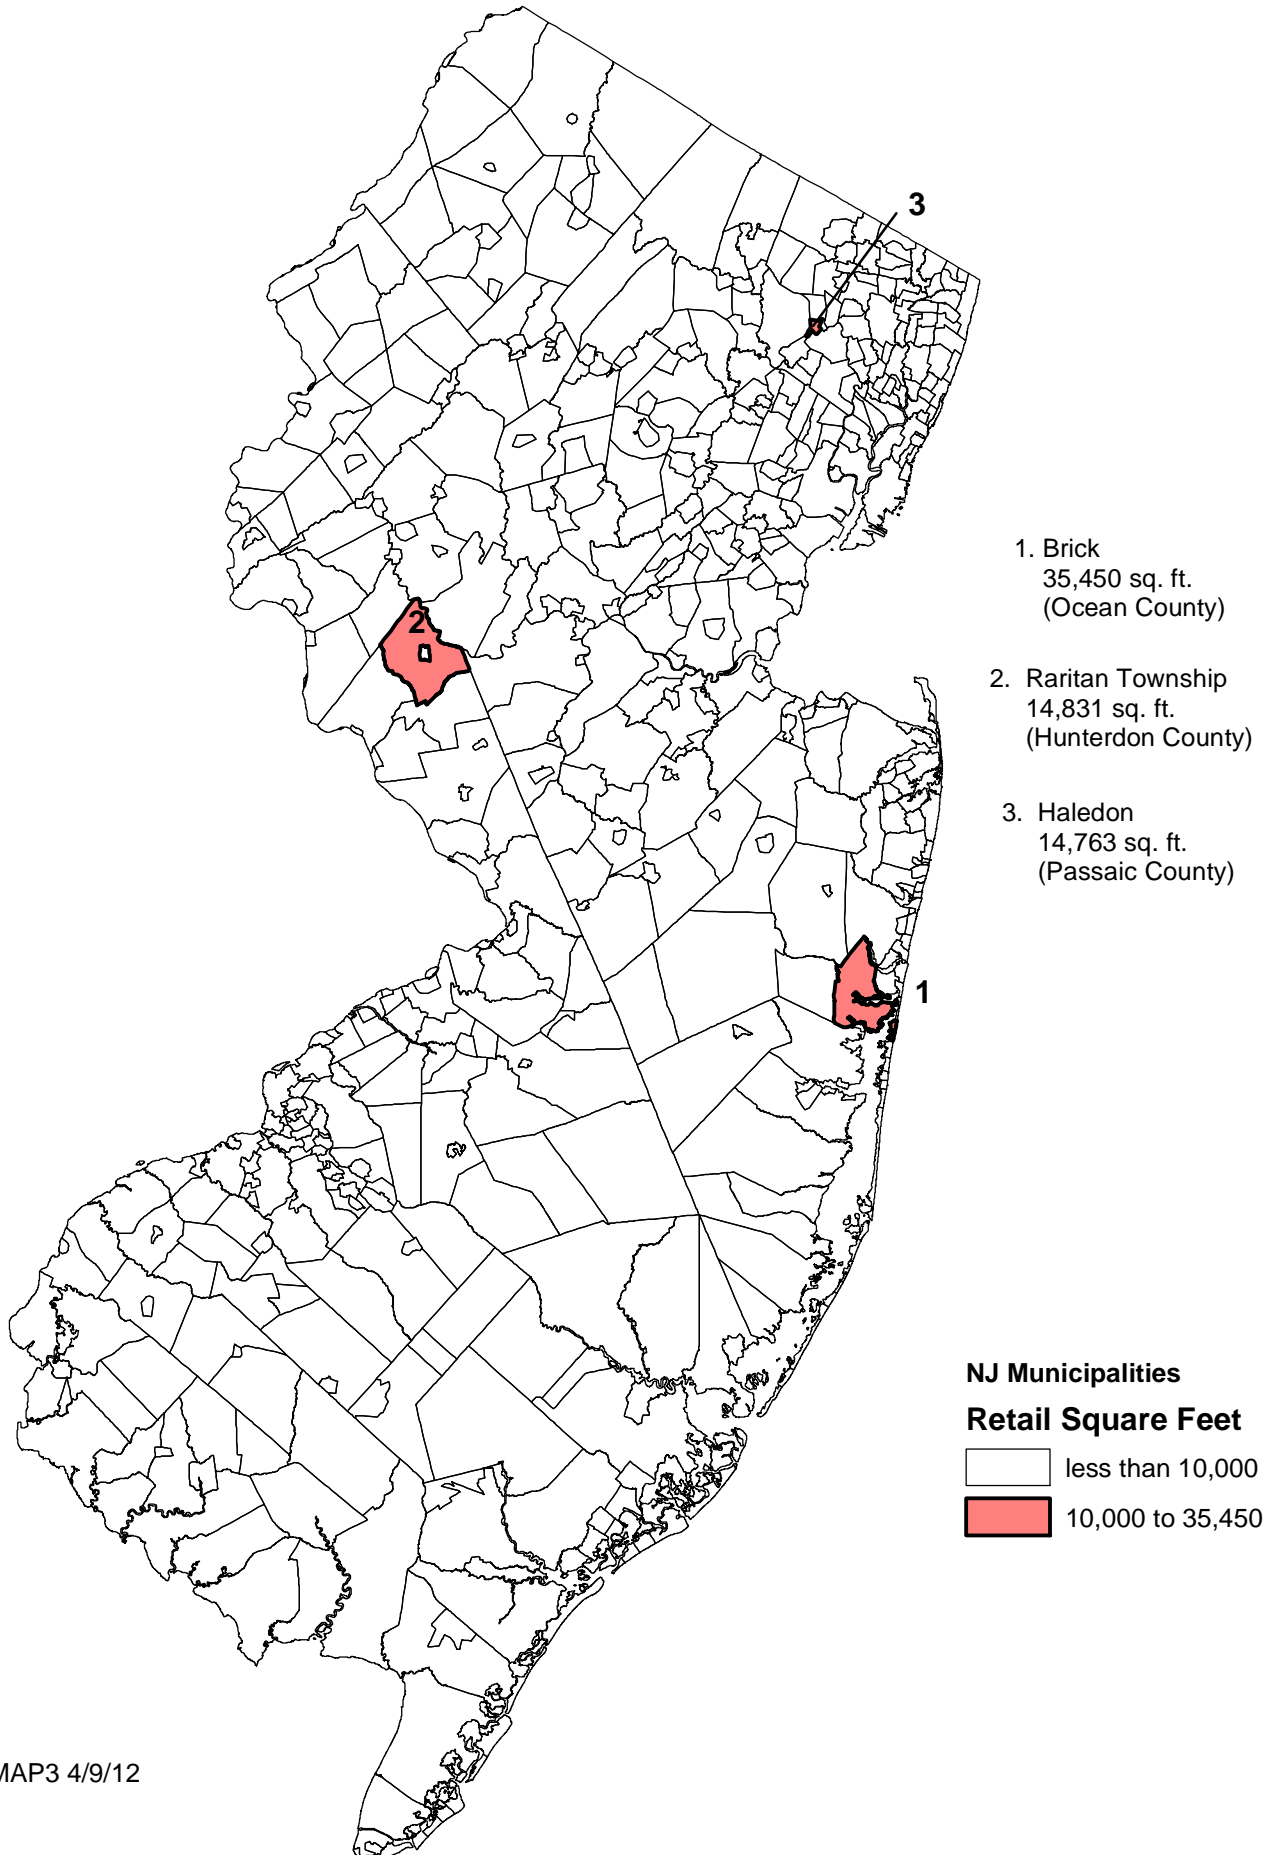 3
1. Brick
35,450 sq. ft.
(Ocean County)
2
2. Raritan Township
14,831 sq. ft.
(Hunterdon County)
3. Haledon
14,763 sq. ft.
(Passaic County)
1
NJ Municipalities
Retail Square Feet
less than 10,000
10,000 to 35,450
MAP3 4/9/12